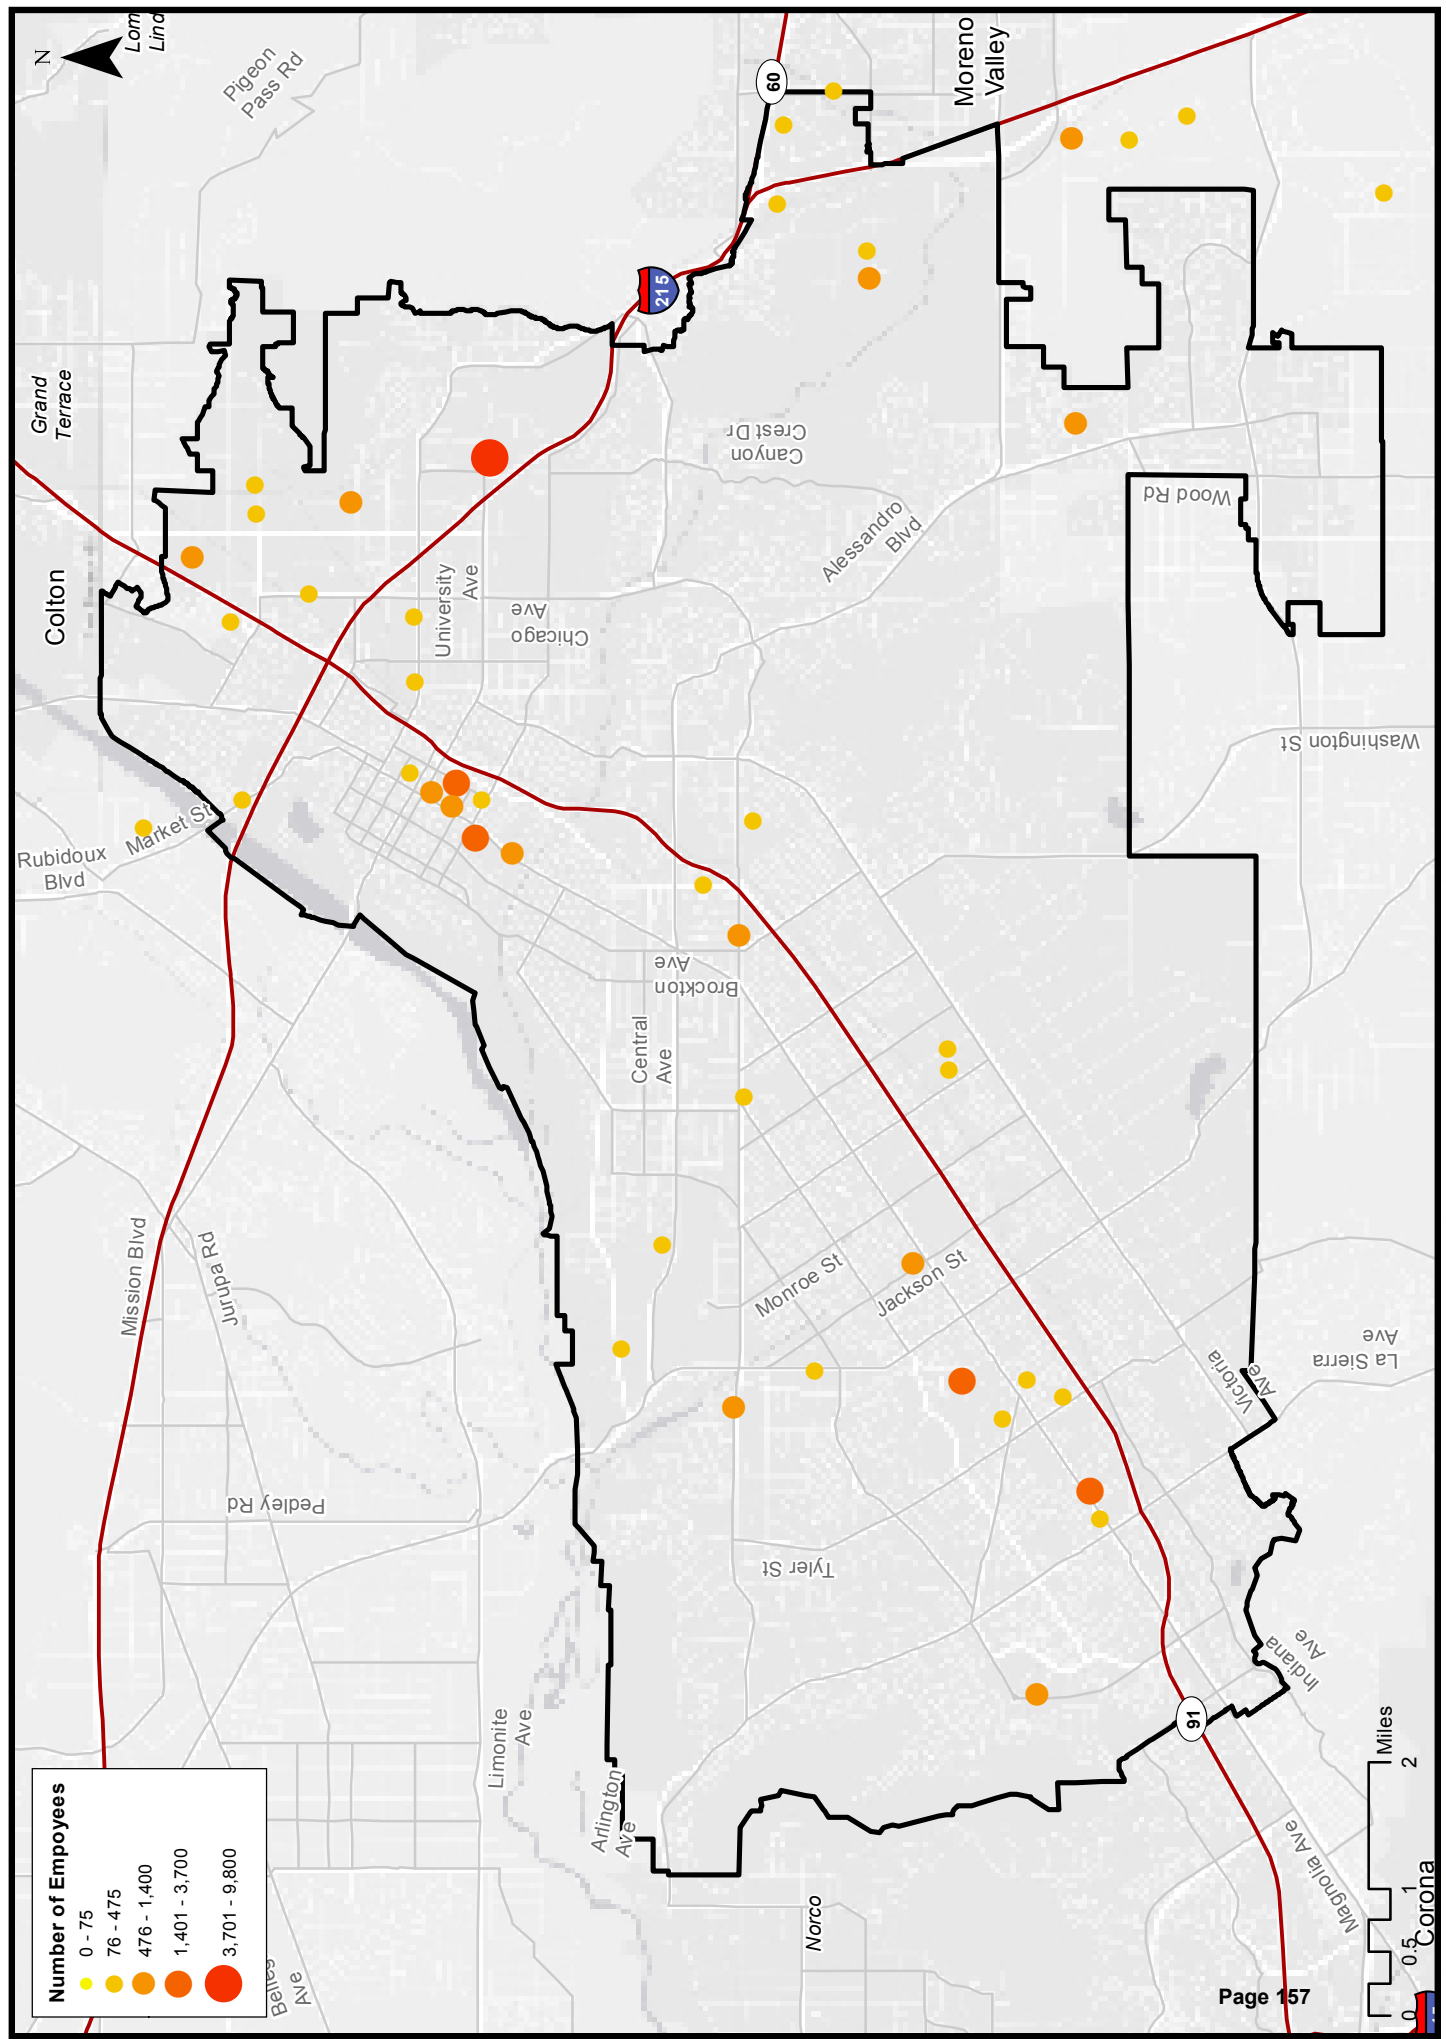 N
Lom
Lind
Pigeon
Pass Rd
60
Moreno
Valley
Grand
Terrace
215
Colton
University
Ave
Chicago
Ave
Canyon
Crest Dr
Alessandro
Blvd
Wood Rd
Washington St
Rubidoux
Blvd
Market St
Brockton
Ave
Central
Ave
Mission Blvd
Jurupa Rd
Monroe St
Jackson St
La Sierra
Ave
Victoria
Ave
Pedley Rd
Tyler St
Indiana
Ave
Limonite
Ave
Arlington
Ave
91
Magnolia Ave
Norco
Corona
Number of Empoyees
0 - 75
76 - 475
476 - 1,400
1,401 - 3,700
3,701 - 9,800
Ave
Miles
0 0.5 1 2
Page 157